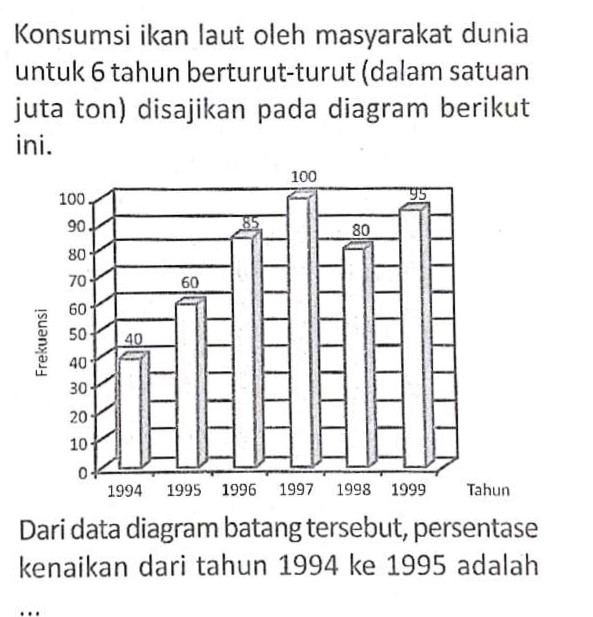 Konsumsi ikan laut oleh masyarakat dunia
untuk 6 tahun berturut-turut (dalam satuan
juta ton) disajikan pada diagram berikut
ini.
100
95
100
90
85
80
80
70
60
60
50
40
40
30
20
10
0
Frekuensi
1994 1995 1996 1997 1998 1999 Tahun
Dari data diagram batang tersebut, persentase
kenaikan dari tahun 1994 ke 1995 adalah
...